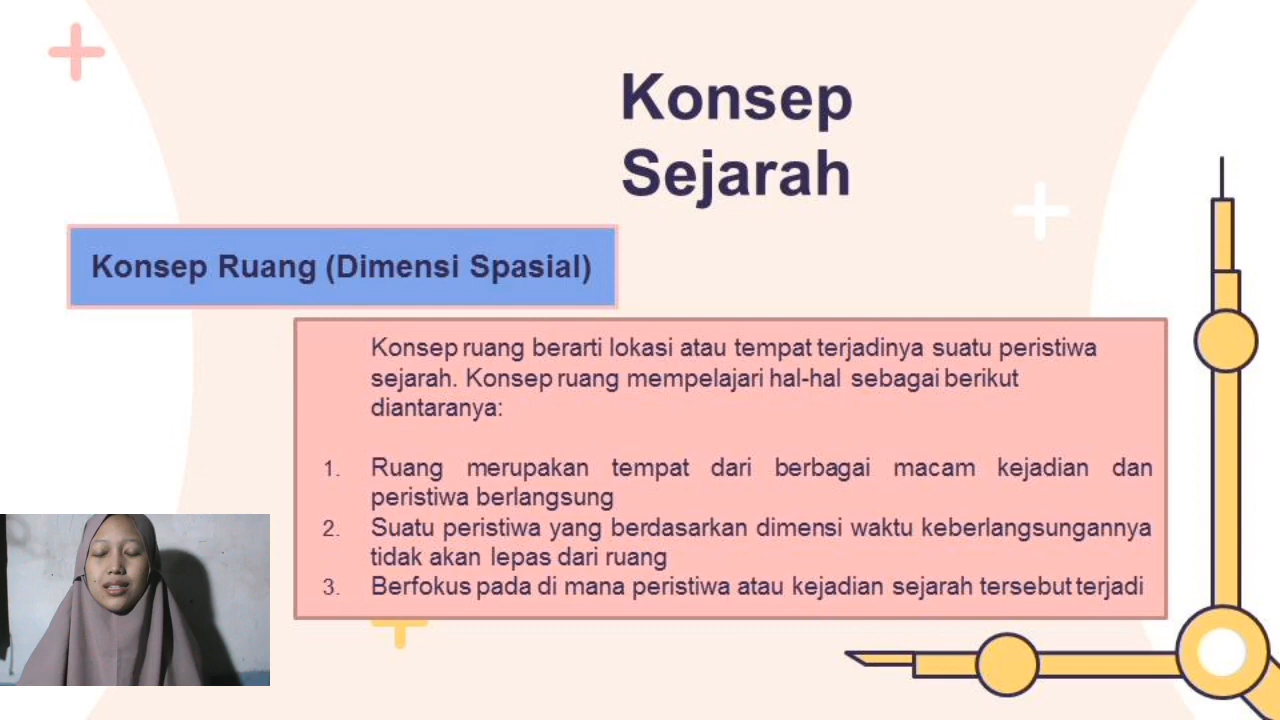 Konsep
Sejarah
Konsep Ruang (Dimensi Spasial)
Konsep ruang berarti lokasi atau tempat terjadinya suatu peristiwa
sejarah. Konsep ruang mempelajari hal-hal sebagai berikut
diantaranya:
1. Ruang merupakan tempat dari berbagai macam kejadian dan
peristiwa berlangsung
2. Suatu peristiwa yang berdasarkan dimensi waktu keberlangsungannya
tidak akan lepas dari ruang
3. Berfokus pada di mana peristiwa atau kejadian sejarah tersebut terjadi